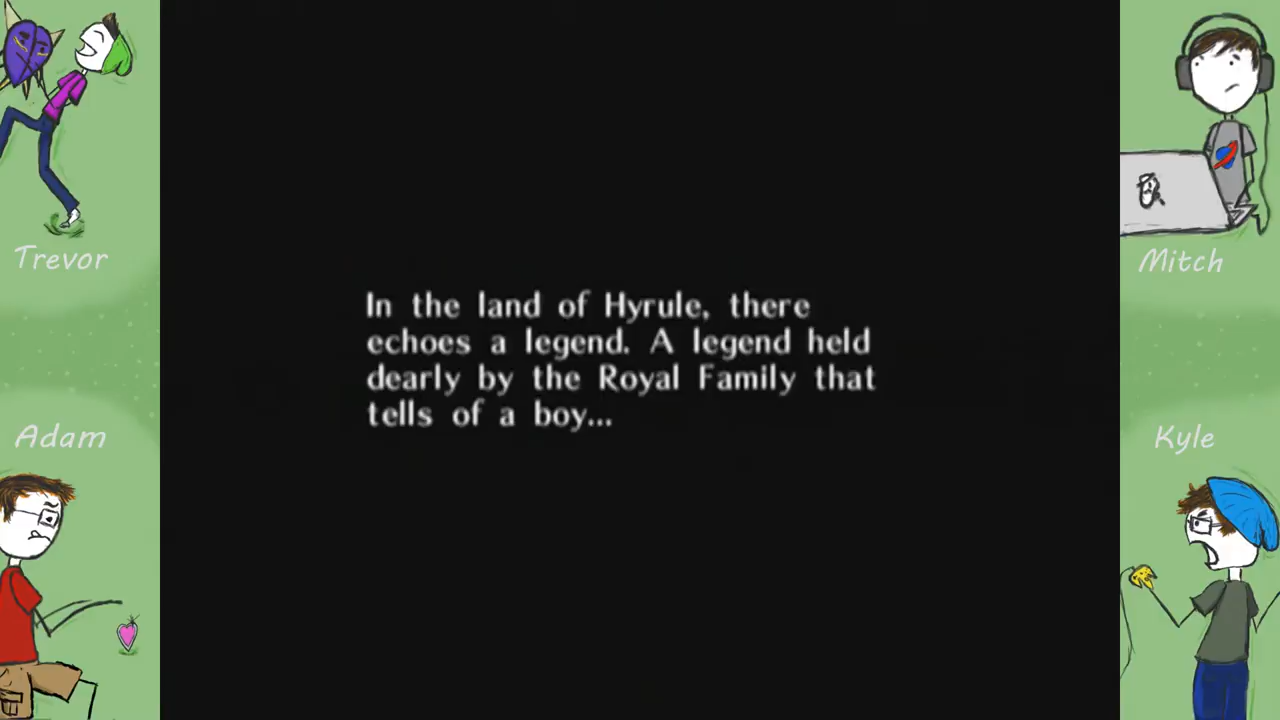 Trevor
Mitch
In the land of Hyrule, there
echoes a legend. A legend held
dearly by the Royal Family that
tells of a boy...
Adam
Kyle